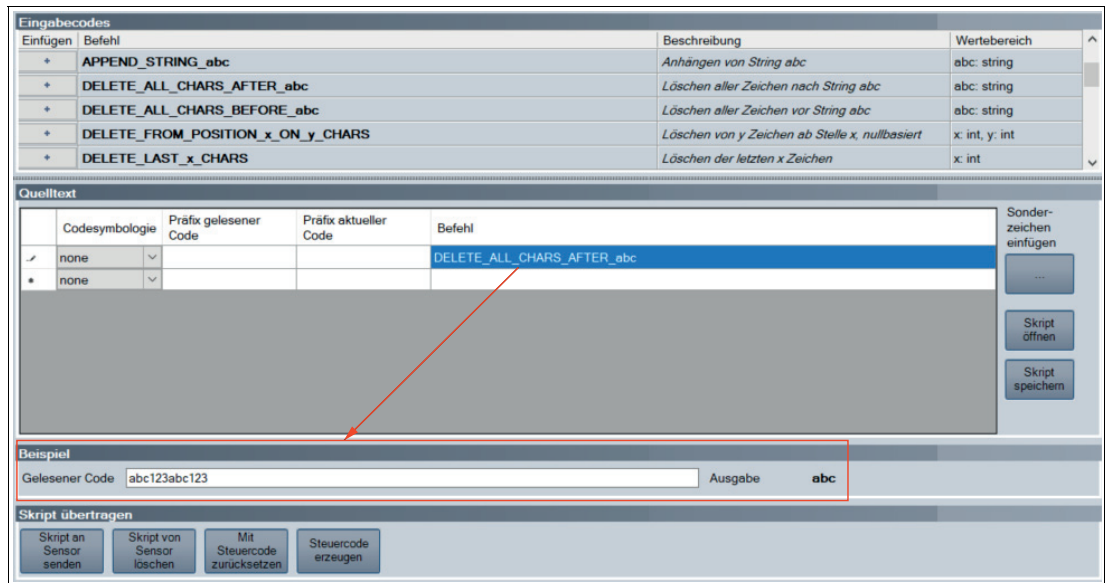 Eingabecodes
Einfügen Befehl Beschreibung Wertebereich
+ APPEND_STRING_abc Anhängen von String abc abc: string
+ DELETE_ALL_CHARS_AFTER_abc Löschen aller Zeichen nach String abc abc: string
+ DELETE_ALL_CHARS_BEFORE_abc Löschen aller Zeichen vor String abc abc: string
+ DELETE_FROM_POSITION_x_ON_y_CHARS Löschen von y Zeichen ab Stelle x, nullbasiert x: int, y: int
+ DELETE_LAST_x_CHARS Löschen der letzten x Zeichen x: int
Quelltext
Codesymbologie Präfix gelesener Code Präfix aktueller Code Befehl
none DELETE_ALL_CHARS_AFTER_abc
none
Sonder-
zeichen
einfügen
...
Skript
öffnen
Skript
speichern
Beispiel
Gelesener Code abc123abc123 Ausgabe abc
Skript übertragen
Skript an
Sensor
senden
Skript von
Sensor
löschen
Mit
Steuercode
zurücksetzen
Steuercode
erzeugen